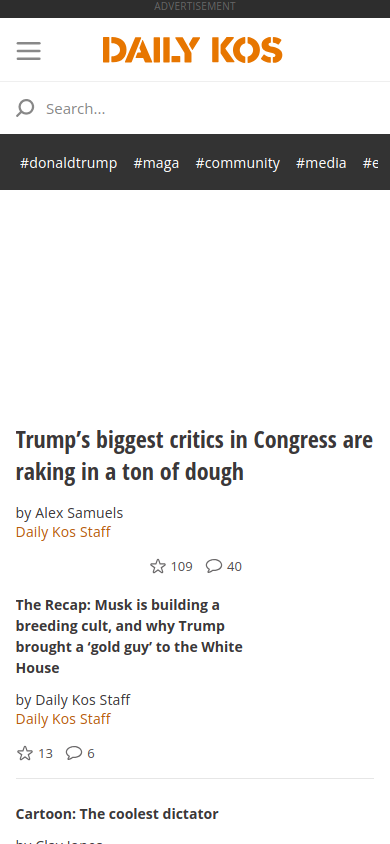 ADVERTISEMENT
DAILY KOS
Search...
#donaldtrump #maga #community #media #e
Trump's biggest critics in Congress are
raking in a ton of dough
by Alex Samuels
Daily Kos Staff
109 40
The Recap: Musk is building a
breeding cult, and why Trump
brought a 'gold guy' to the White
House
by Daily Kos Staff
Daily Kos Staff
13 6
Cartoon: The coolest dictator
by Clay Jones